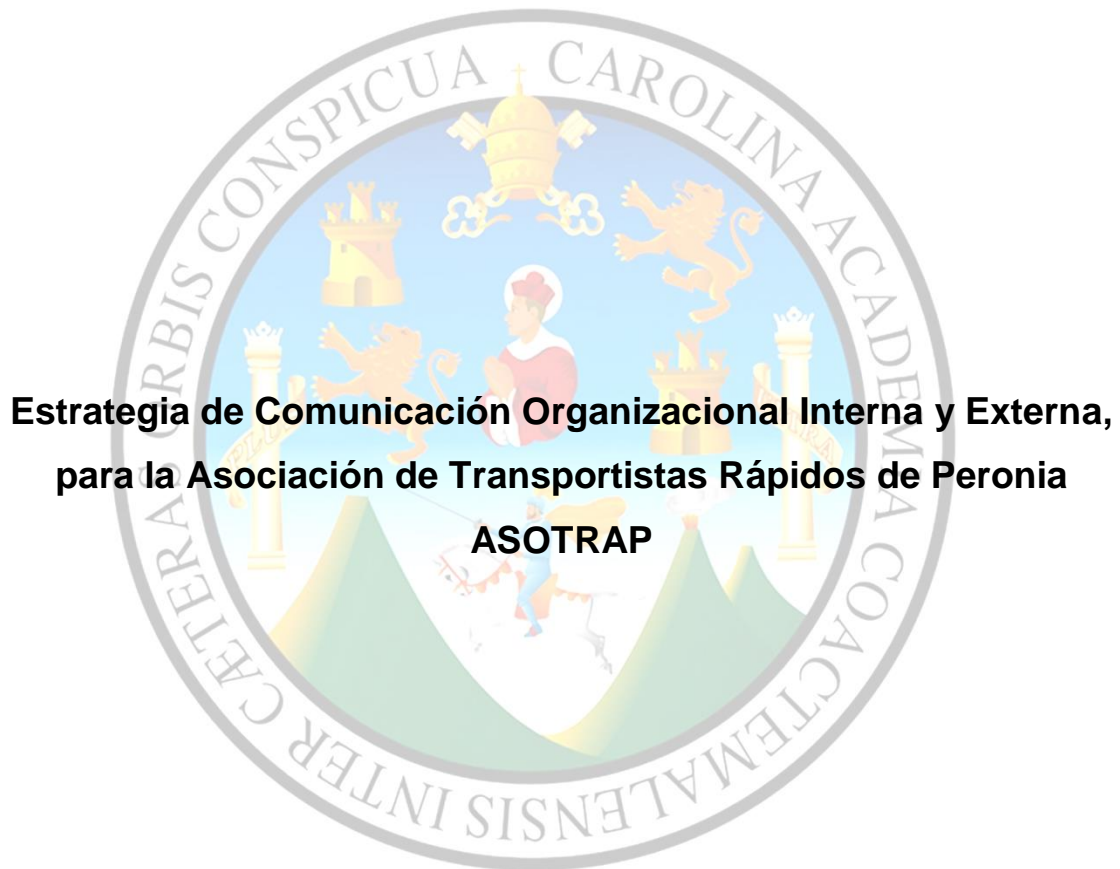 CÆTERAS ORBIS CONSPICUA CAROLINA ACADEMIA COACTEMALENSIS INTER
Estrategia de Comunicación Organizacional Interna y Externa,
para la Asociación de Transportistas Rápidos de Peronia
ASOTRAP